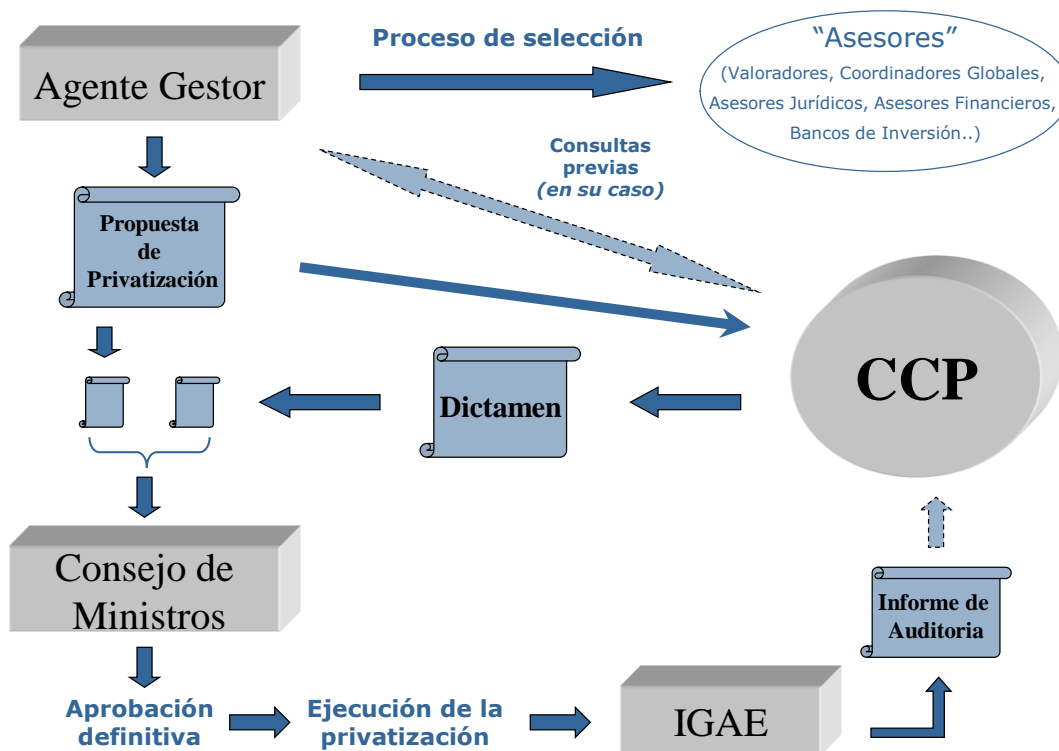 Agente Gestor
Proceso de selección
“Asesores”
(Valoradores, Coordinadores Globales,
Asesores Jurídicos, Asesores Financieros,
Bancos de Inversión..)
Consultas
previas
(en su caso)
Propuesta
de
Privatización
CCP
Dictamen
Consejo de
Ministros
Informe de
Auditoria
Aprobación
definitiva
Ejecución de la
privatización
IGAE